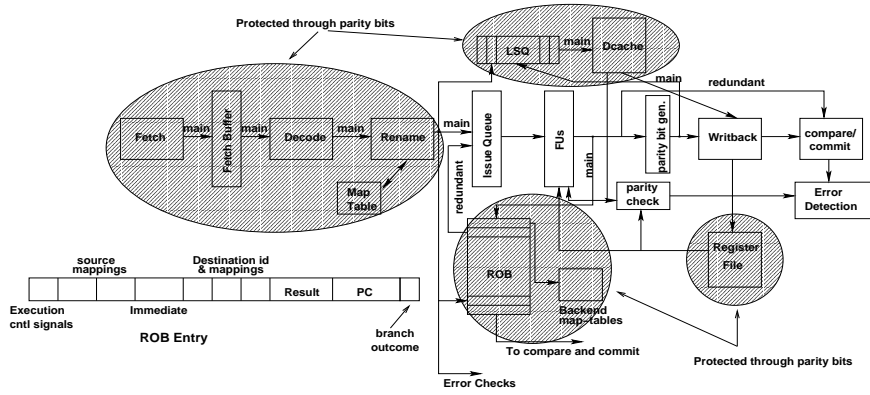 Protected through parity bits
LSQ
main
Dcache
main
redundant
Fetch
main
Fetch Buffer
main
Decode
main
Rename
main
Issue Queue
FUs
main
parity bit gen.
Writback
compare/
commit
redundant
Map
Table
parity
check
Error
Detection
Register
File
ROB
Backend
map-tables
source
mappings
Destination id
& mappings
Result
PC
Execution
cntl signals
Immediate
branch
outcome
ROB Entry
To compare and commit
Error Checks
Protected through parity bits